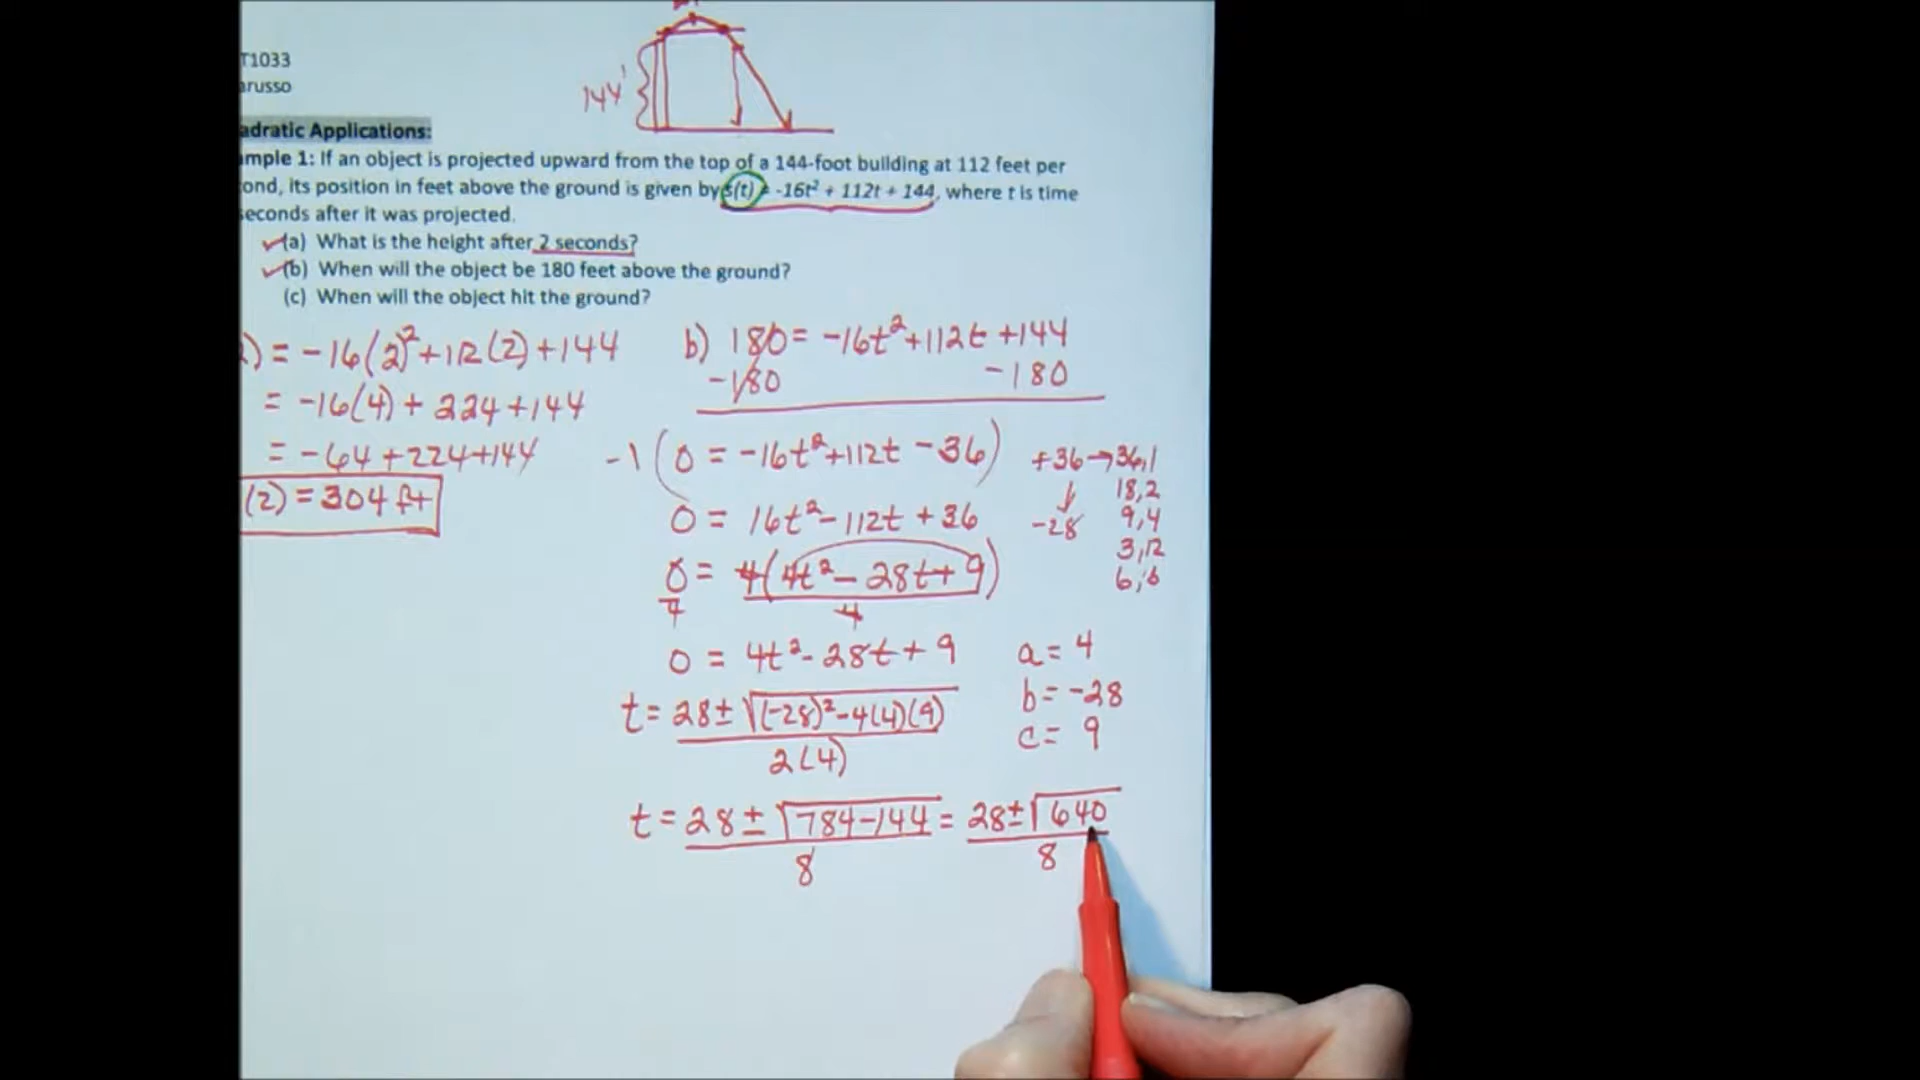 T1033
arusso
144'
adratic Applications:
mple 1: If an object is projected upward from the top of a 144-foot building at 112 feet per
ond, its position in feet above the ground is given by s(t) = -16t² + 112t + 144, where t is time
seconds after it was projected.
(a) What is the height after 2 seconds?
(b) When will the object be 180 feet above the ground?
(c) When will the object hit the ground?
) = -16(2)² + 112(2) + 144
= -16(4) + 224 + 144
= -64 + 224 + 144
(2) = 304 ft
b) 180 = -16t² + 112t + 144
-180 -180
-1 (0 = -16t² + 112t - 36)
0 = 16t² - 112t + 36
0 = 4(4t² - 28t + 9)
4 4
0 = 4t² - 28t + 9
t = 28 ± √(-28)² - 4(4)(9)
2(4)
t = 28 ± √784 - 144 = 28 ± √640
8 8
+36 → 36,1
18,2
-28 9,4
3,12
6,6
a = 4
b = -28
c = 9